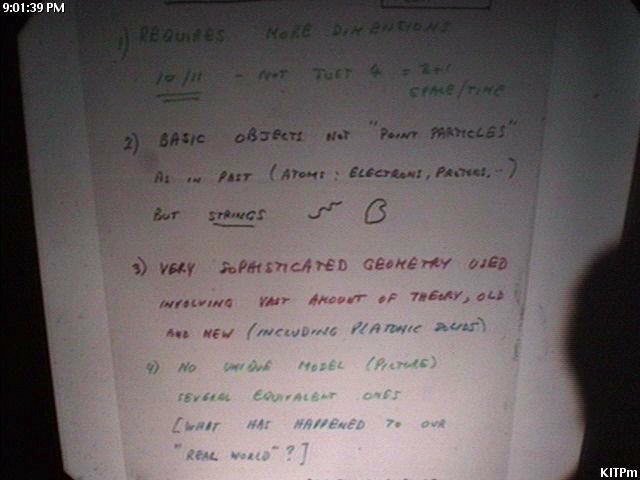 9:01:39 PM
1) REQUIRES MORE DIMENSIONS
10/11 - NOT JUST 4 = 3+1
SPACE/TIME
2) BASIC OBJECTS NOT "POINT PARTICLES"
AS IN PAST (ATOMS: ELECTRONS, PROTONS, ..)
BUT STRINGS
3) VERY SOPHISTICATED GEOMETRY USED
INVOLVING VAST AMOUNT OF THEORY, OLD
AND NEW (INCLUDING PLATONIC SOLIDS)
4) NO UNIQUE MODEL (PICTURE)
SEVERAL EQUIVALENT ONES
[WHAT HAS HAPPENED TO OUR
"REAL WORLD"?]
KITPm